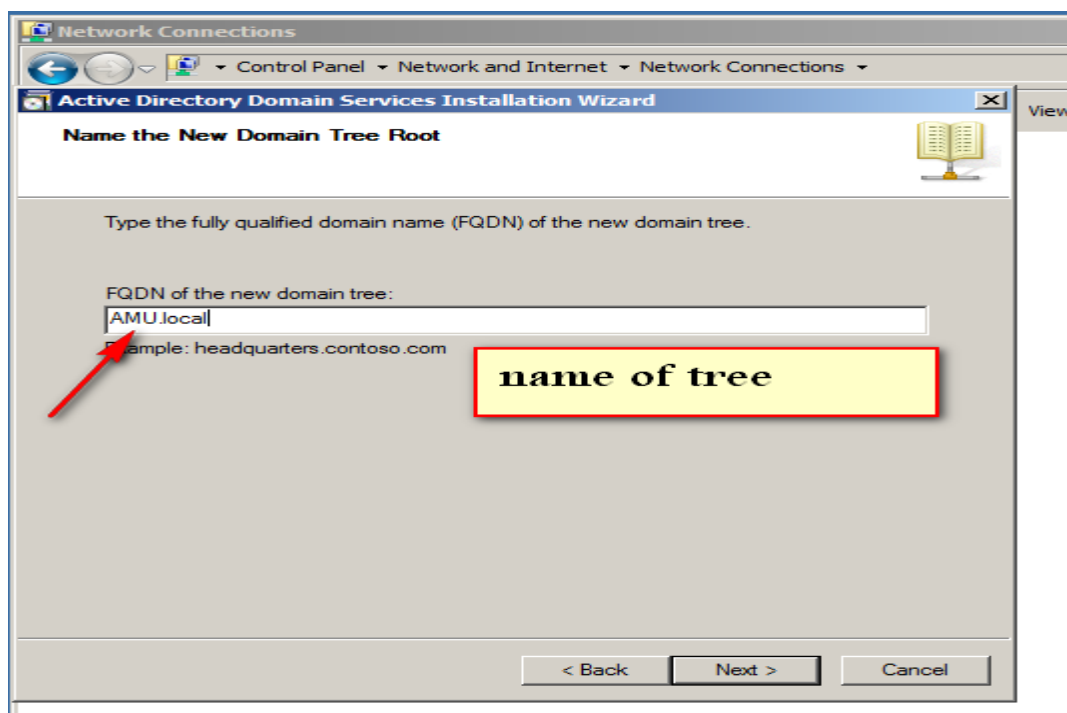 Network Connections
Control Panel Network and Internet Network Connections
Active Directory Domain Services Installation Wizard
View
Name the New Domain Tree Root
Type the fully qualified domain name (FQDN) of the new domain tree.
FQDN of the new domain tree:
AMU.local
Example: headquarters.contoso.com
name of tree
< Back Next > Cancel